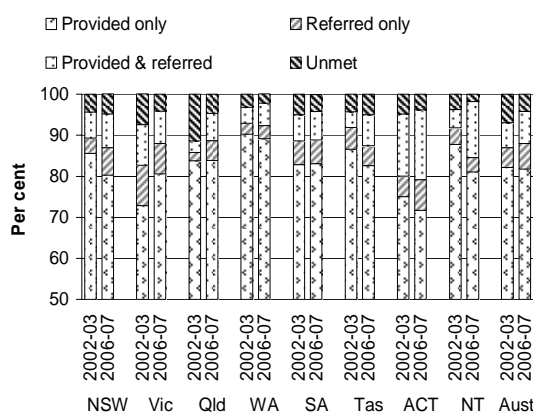 Provided only Referred only
Provided & referred Unmet
100
90
80
70
60
50
Per cent
2002-03 2006-07 2002-03 2006-07 2002-03 2006-07 2002-03 2006-07 2002-03 2006-07 2002-03 2006-07 2002-03 2006-07 2002-03 2006-07 2002-03 2006-07
NSW Vic Qld WA SA Tas ACT NT Aust